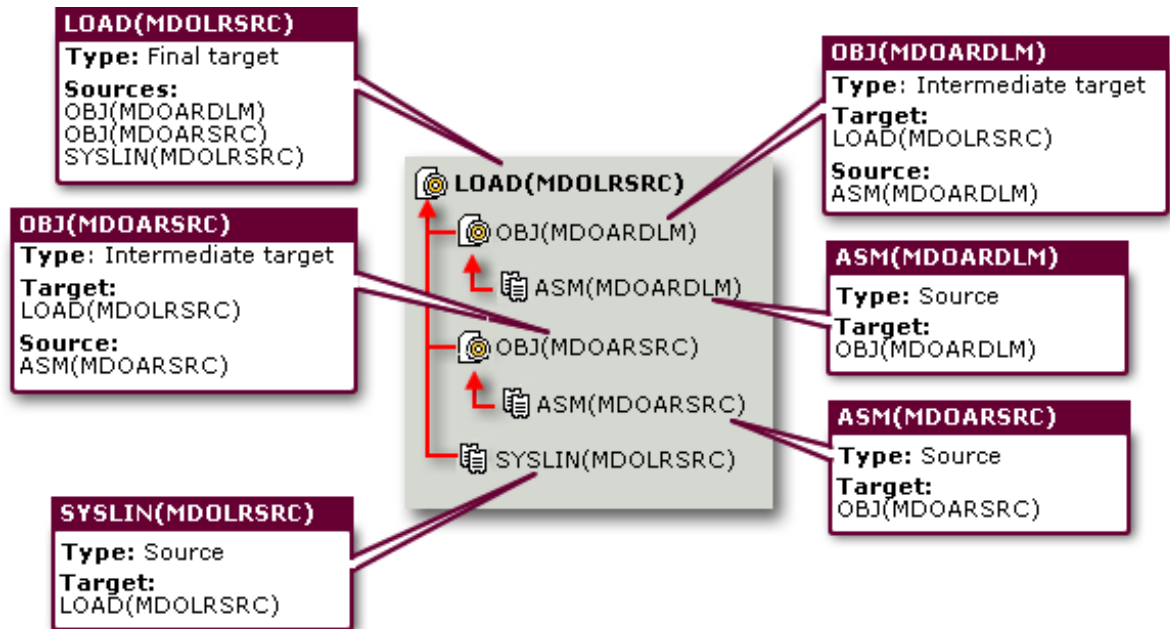 LOAD(MDOLRSRC)
Type: Final target
Sources:
OBJ(MDOARDLM)
OBJ(MDOARSRC)
SYSLIN(MDOLRSRC)
OBJ(MDOARDLM)
Type: Intermediate target
Target:
LOAD(MDOLRSRC)
Source:
ASM(MDOARDLM)
OBJ(MDOARSRC)
Type: Intermediate target
Target:
LOAD(MDOLRSRC)
Source:
ASM(MDOARSRC)
LOAD(MDOLRSRC)
OBJ(MDOARDLM)
ASM(MDOARDLM)
OBJ(MDOARSRC)
ASM(MDOARSRC)
SYSLIN(MDOLRSRC)
ASM(MDOARDLM)
Type: Source
Target:
OBJ(MDOARDLM)
ASM(MDOARSRC)
Type: Source
Target:
OBJ(MDOARSRC)
SYSLIN(MDOLRSRC)
Type: Source
Target:
LOAD(MDOLRSRC)